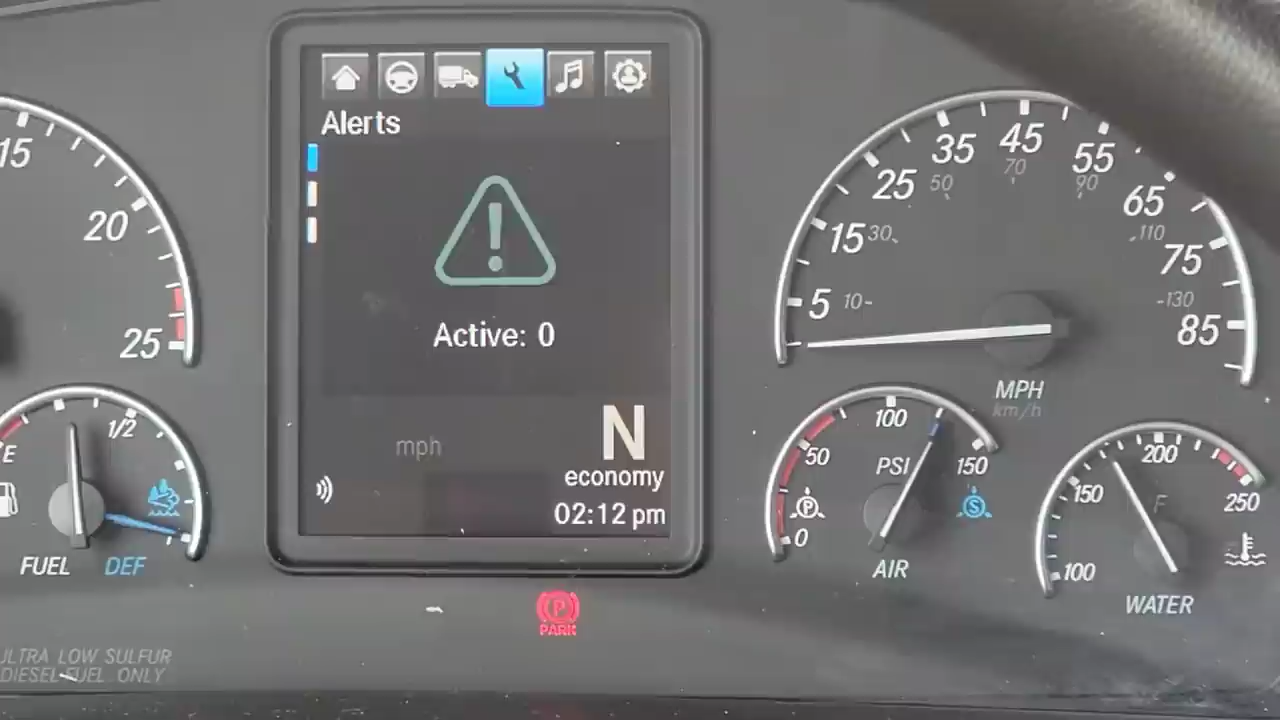 Alerts
Active: 0
mph
N
economy
02:12 pm
15
20
25
E
1/2
FUEL
DEF
ULTRA LOW SULFUR
DIESEL FUEL ONLY
P
PARK
5
15
25
35
45
55
65
75
85
10
30
50
70
90
110
130
MPH
km/h
0
50
100
150
PSI
P
S
AIR
100
150
200
250
F
WATER